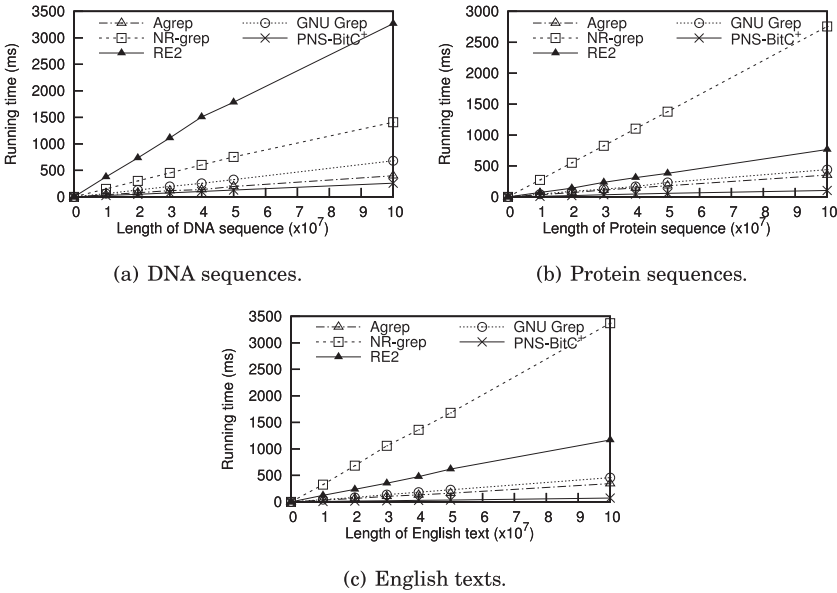 3500
3000
2500
2000
1500
1000
500
0
Running time (ms)
Agrep
NR-grep
RE2
GNU Grep
PNS-BitC+
0 1 2 3 4 5 6 7 8 9 10
Length of DNA sequence (x10^7)
(a) DNA sequences.
3000
2500
2000
1500
1000
500
0
Running time (ms)
Agrep
NR-grep
RE2
GNU Grep
PNS-BitC+
0 1 2 3 4 5 6 7 8 9 10
Length of Protein sequence (x10^7)
(b) Protein sequences.
3500
3000
2500
2000
1500
1000
500
0
Running time (ms)
Agrep
NR-grep
RE2
GNU Grep
PNS-BitC+
0 1 2 3 4 5 6 7 8 9 10
Length of English text (x10^7)
(c) English texts.